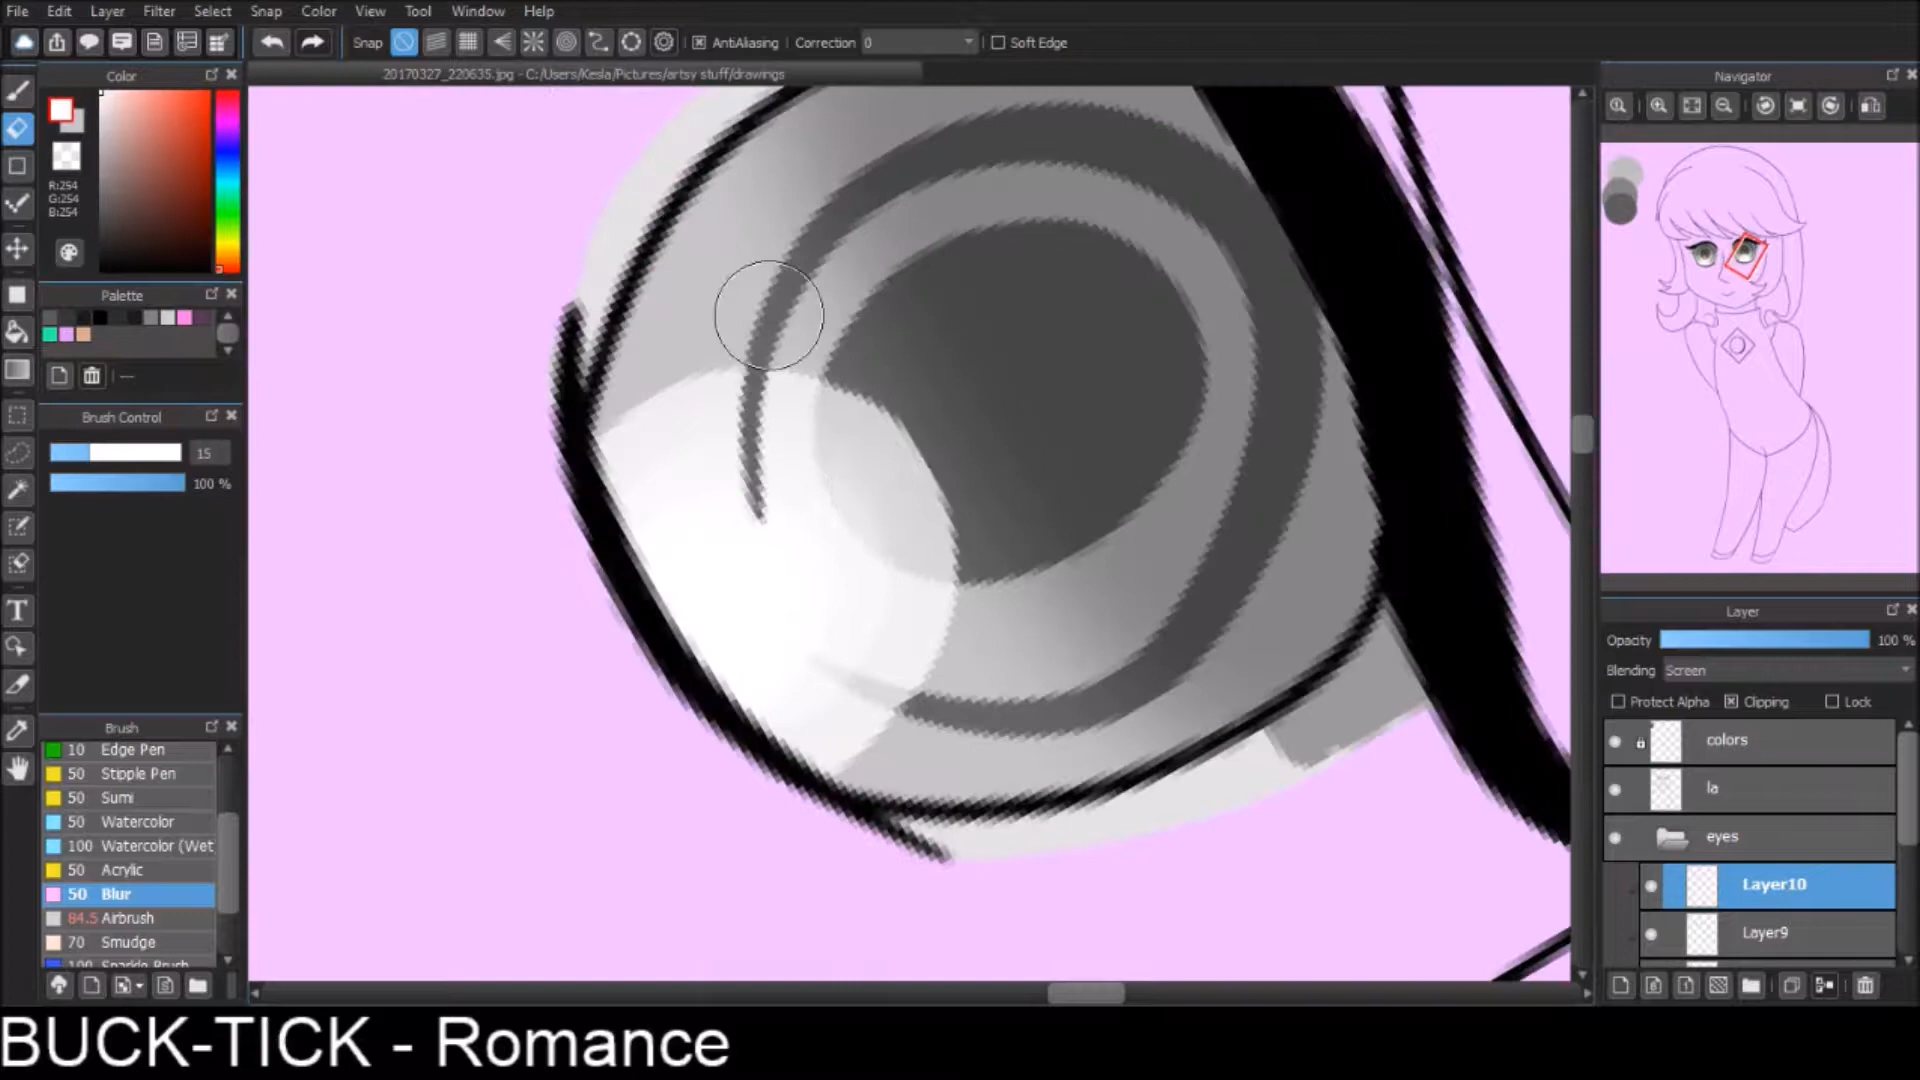 File Edit Layer Filter Select Snap Color View Tool Window Help
Snap AntiAliasing Correction 0 Soft Edge
Color
20170327_220635.jpg - C:/Users/Kesla/Pictures/artsy stuff/drawings
Navigator
R:254
G:254
B:254
Palette
---
Brush Control
15
100 %
Brush
10 Edge Pen
50 Stipple Pen
50 Sumi
50 Watercolor
100 Watercolor (Wet
50 Acrylic
50 Blur
84.5 Airbrush
70 Smudge
100 Sparkle Brush
T
Layer
Opacity 100 %
Blending Screen
Protect Alpha Clipping Lock
colors
la
eyes
Layer10
Layer9
BUCK-TICK - Romance